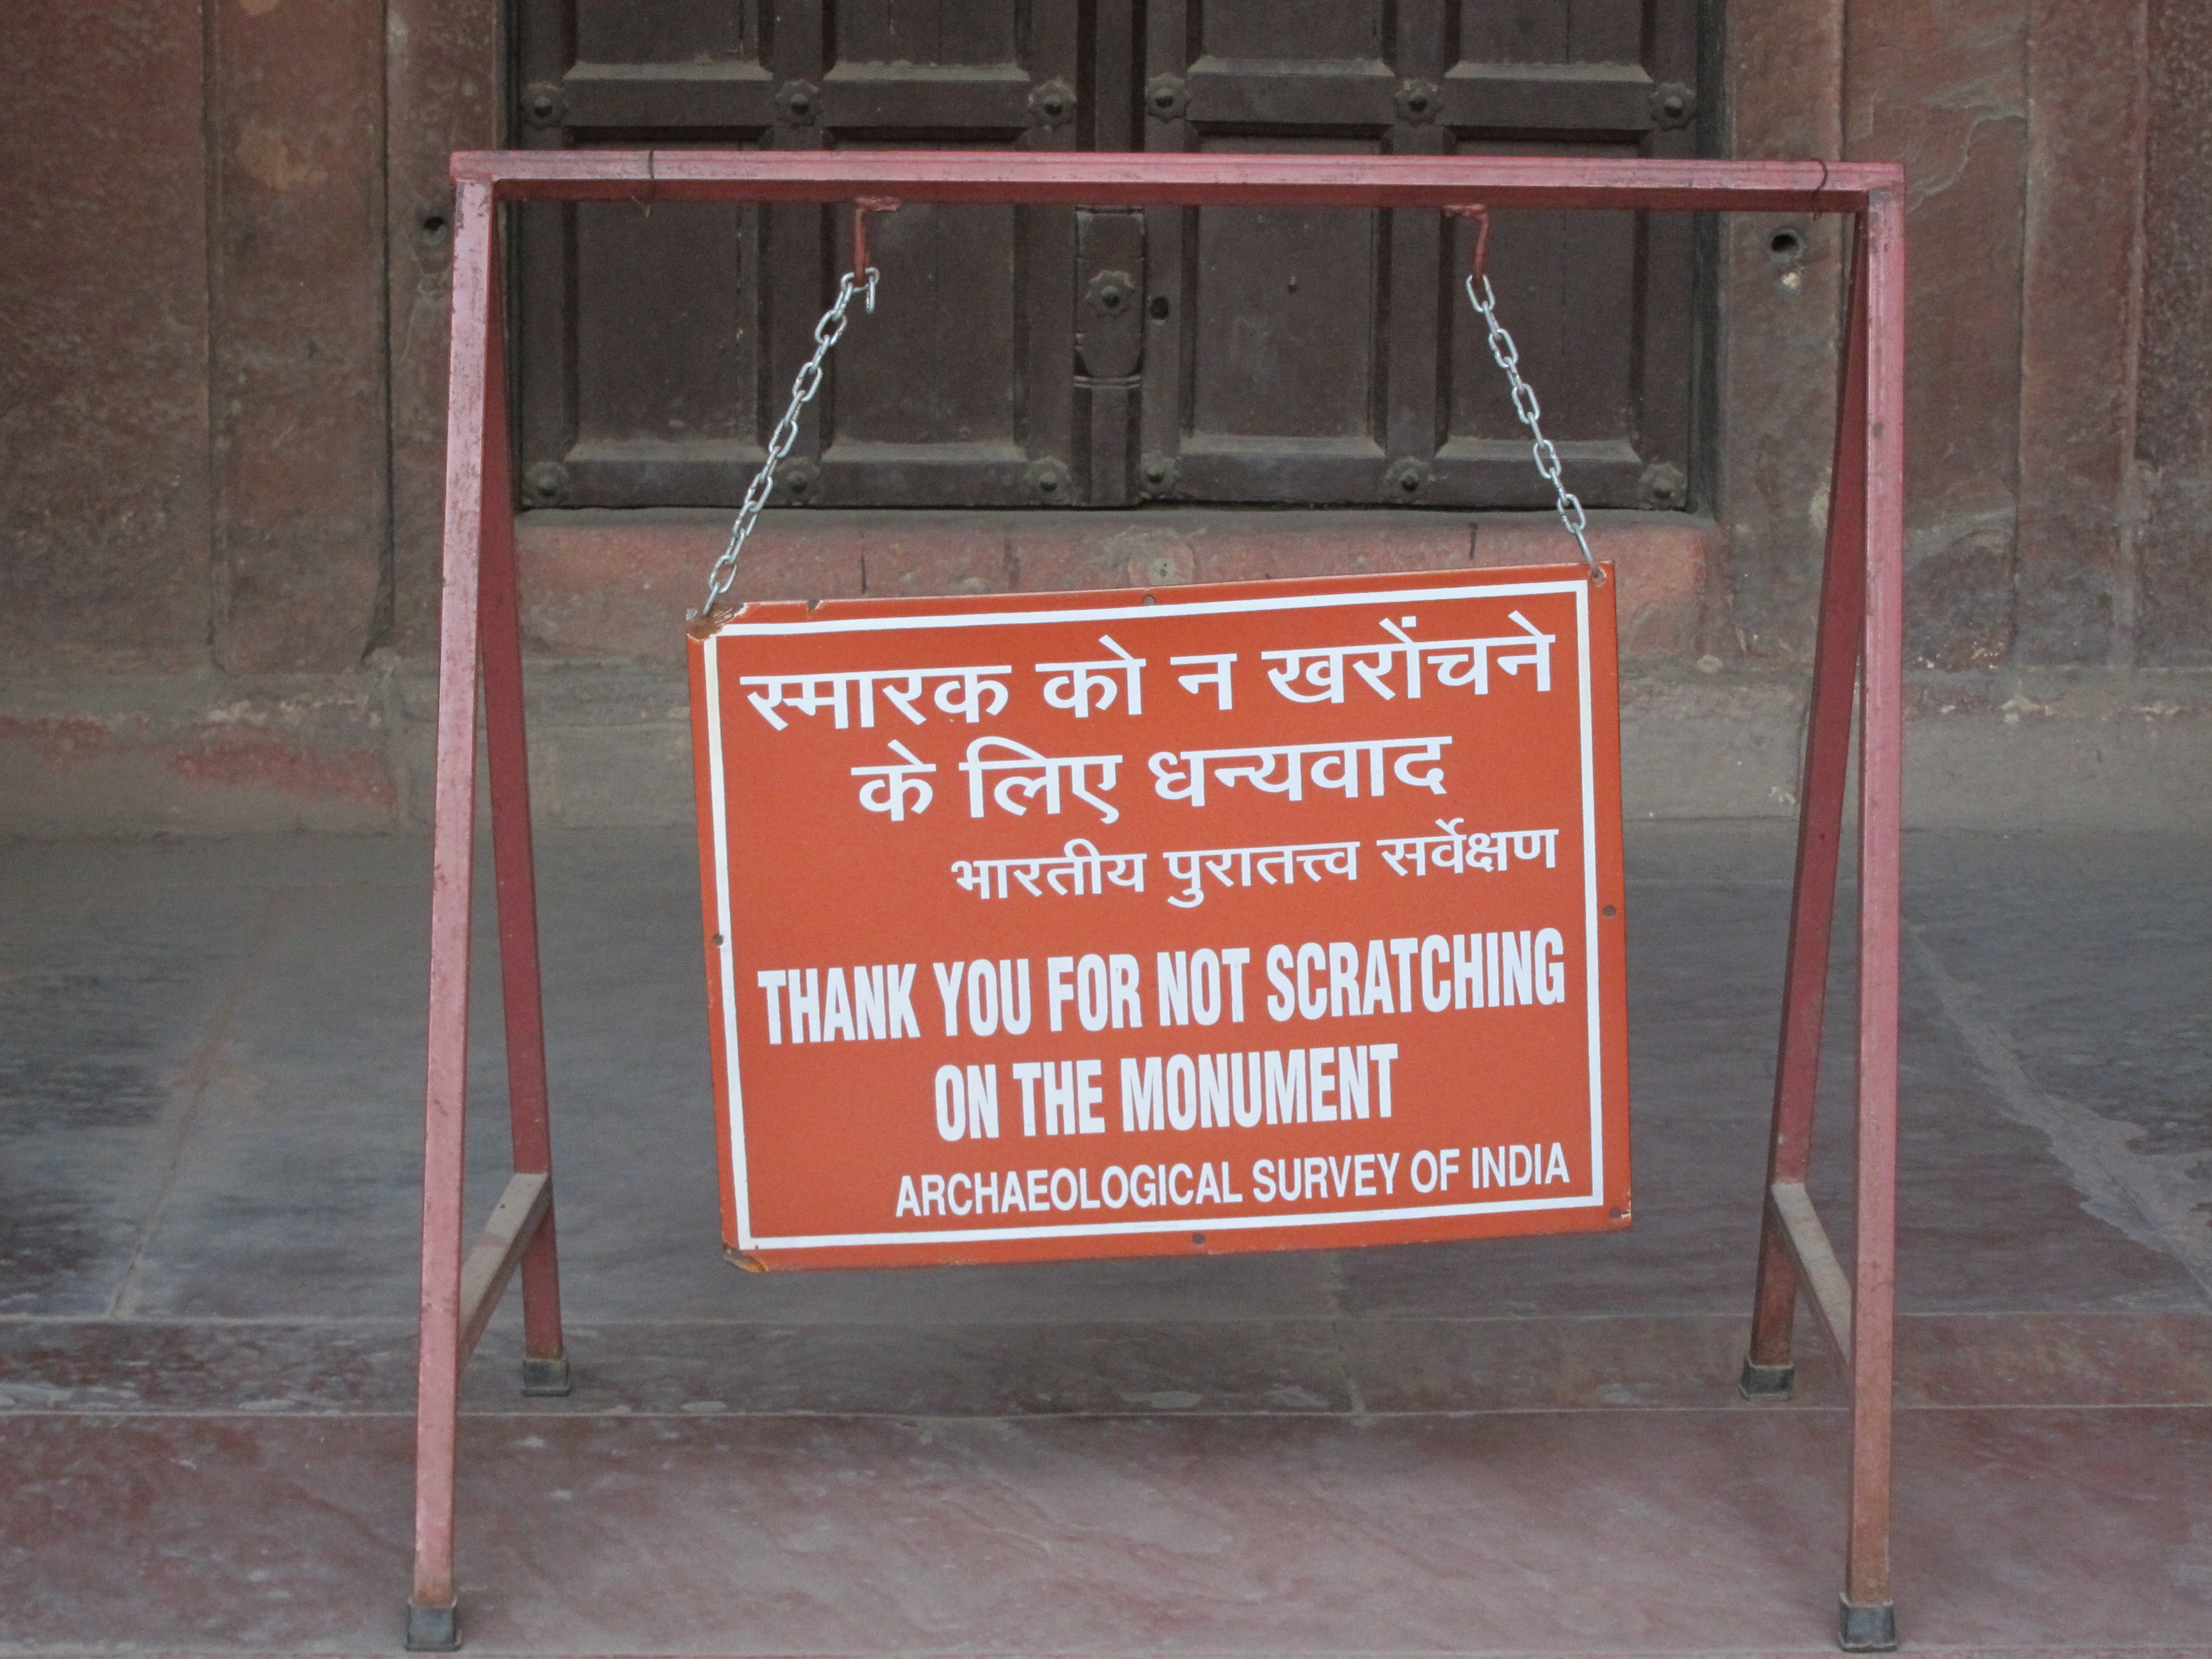 स्मारक को न खरोंचने
के लिए धन्यवाद
भारतीय पुरातत्त्व सर्वेक्षण
THANK YOU FOR NOT SCRATCHING
ON THE MONUMENT
ARCHAEOLOGICAL SURVEY OF INDIA